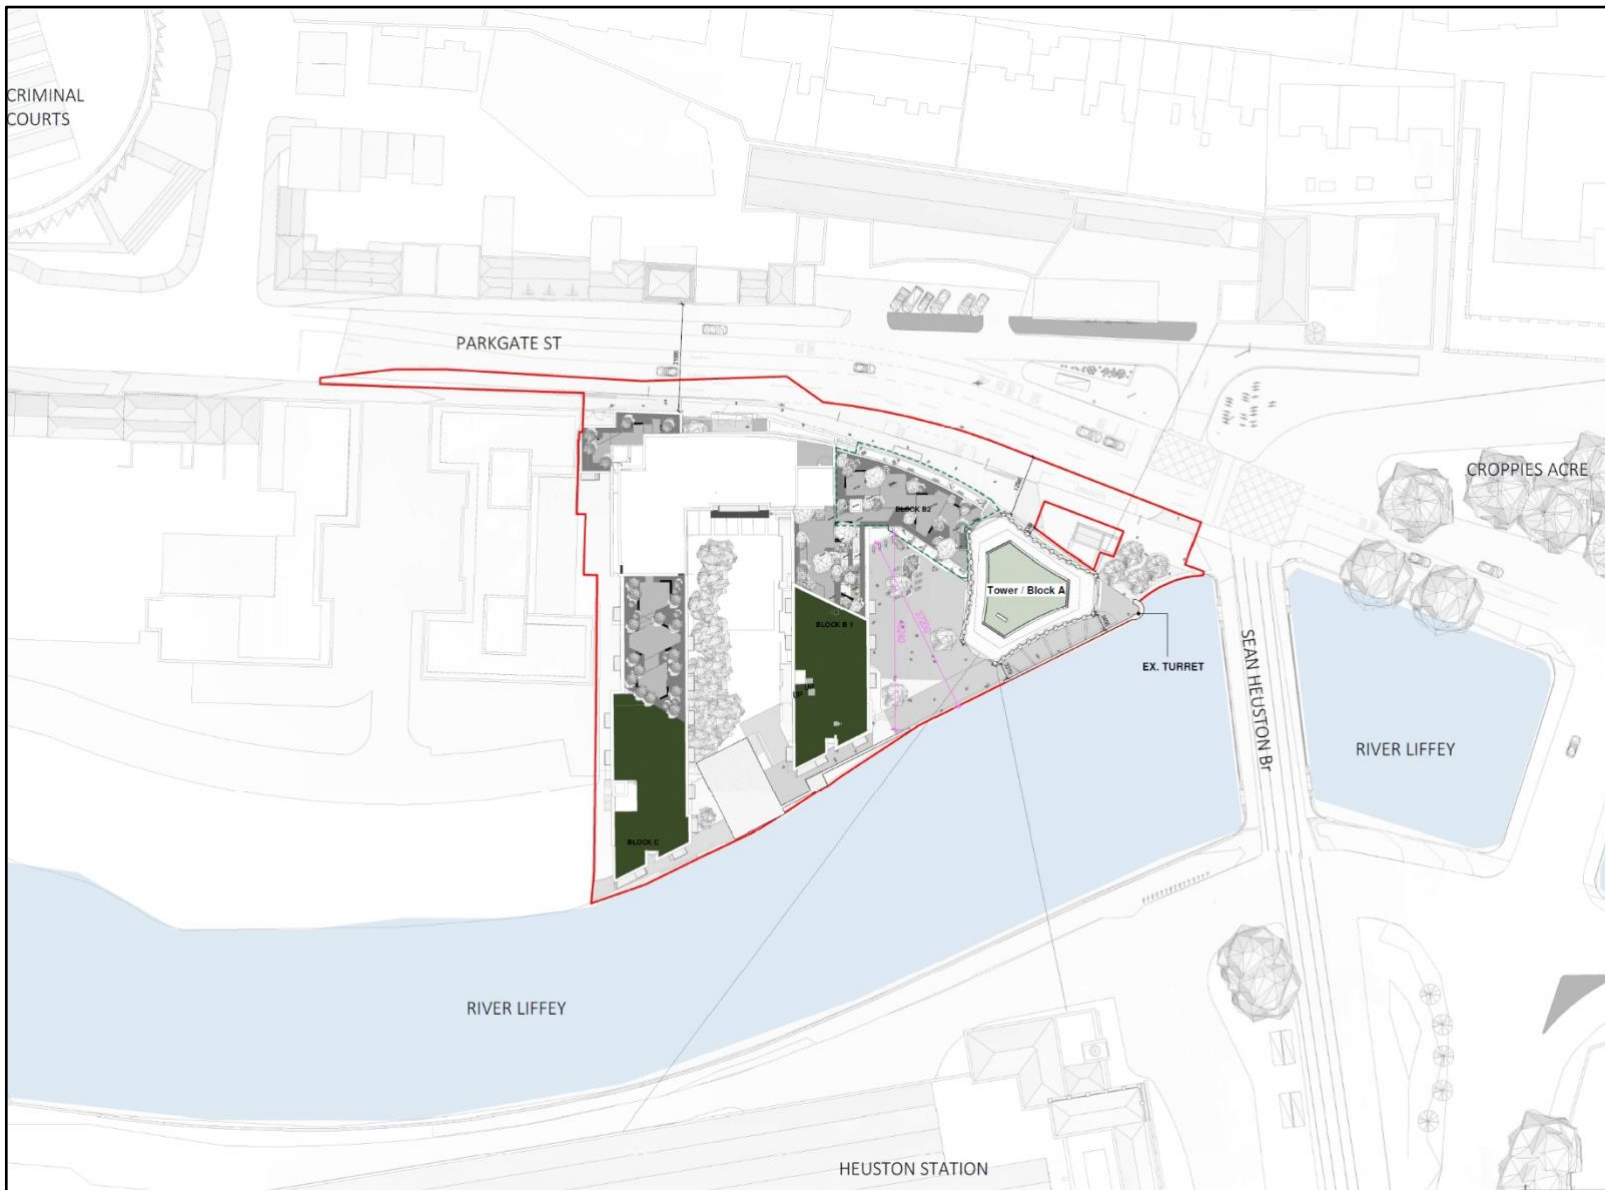 CRIMINAL
COURTS
PARKGATE ST
CROPPIES ACRE
BLOCK B2
Tower / Block A
BLOCK B 1
EX. TURRET
UP
SEAN HEUSTON Br
RIVER LIFFEY
BLOCK C
RIVER LIFFEY
HEUSTON STATION